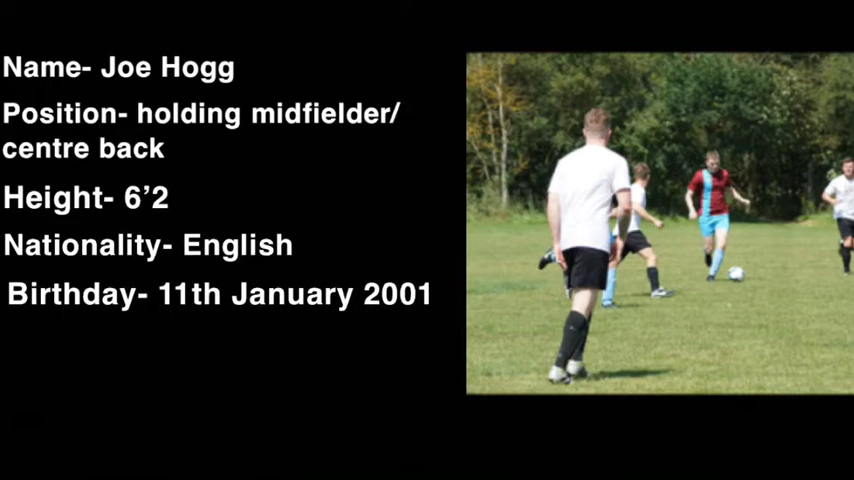 Name- Joe Hogg
Position- holding midfielder/
centre back
Height- 6’2
Nationality- English
Birthday- 11th January 2001